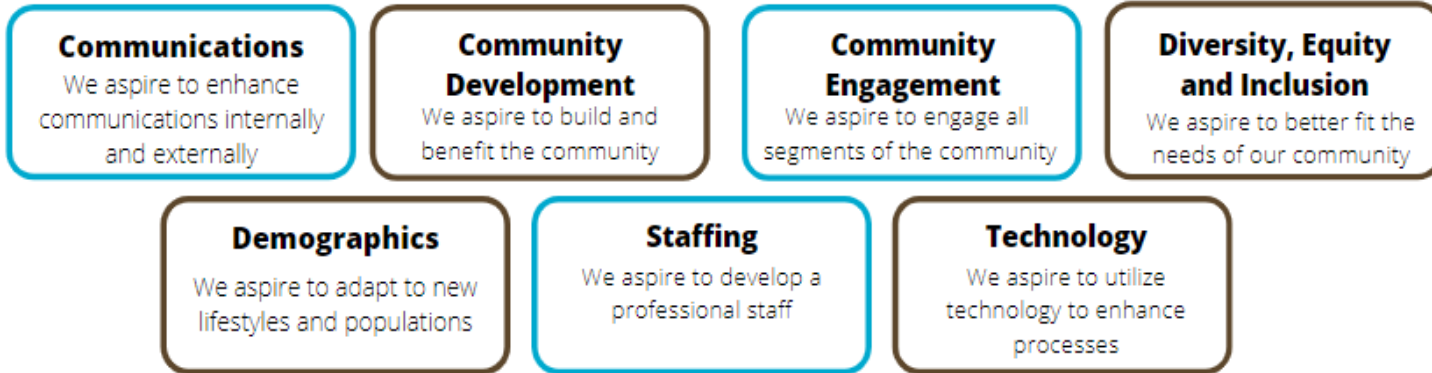 Communications
We aspire to enhance
communications internally
and externally
Community
Development
We aspire to build and
benefit the community
Community
Engagement
We aspire to engage all
segments of the community
Diversity, Equity
and Inclusion
We aspire to better fit the
needs of our community
Demographics
We aspire to adapt to new
lifestyles and populations
Staffing
We aspire to develop a
professional staff
Technology
We aspire to utilize
technology to enhance
processes